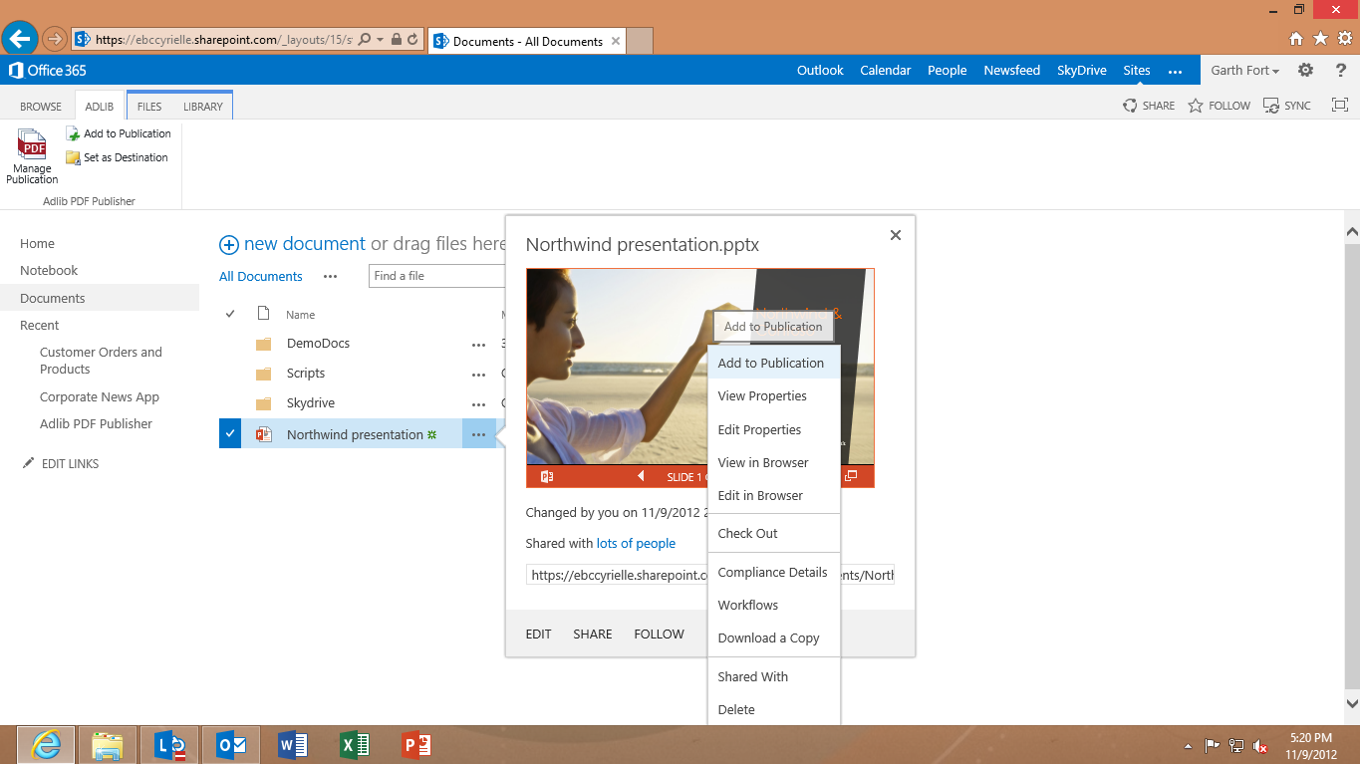 https://ebccyrielle.sharepoint.com/_layouts/15/s
Documents - All Documents
Office 365
Outlook Calendar People Newsfeed SkyDrive Sites ... Garth Fort ?
BROWSE ADLIB FILES LIBRARY SHARE FOLLOW SYNC
PDF
Manage Publication
Add to Publication
Set as Destination
Adlib PDF Publisher
Home
Notebook
Documents
Recent
Customer Orders and
Products
Corporate News App
Adlib PDF Publisher
EDIT LINKS
new document or drag files here
All Documents ... Find a file
Name
DemoDocs ...
Scripts ...
Skydrive ...
Northwind presentation ...
Northwind presentation.pptx
Add to Publication
Add to Publication
View Properties
Edit Properties
View in Browser
Edit in Browser
Check Out
Compliance Details
Workflows
Download a Copy
Shared With
Delete
SLIDE 1
Changed by you on 11/9/2012 2
Shared with lots of people
https://ebccyrielle.sharepoint.c
nts/Nort
EDIT SHARE FOLLOW
5:20 PM
11/9/2012